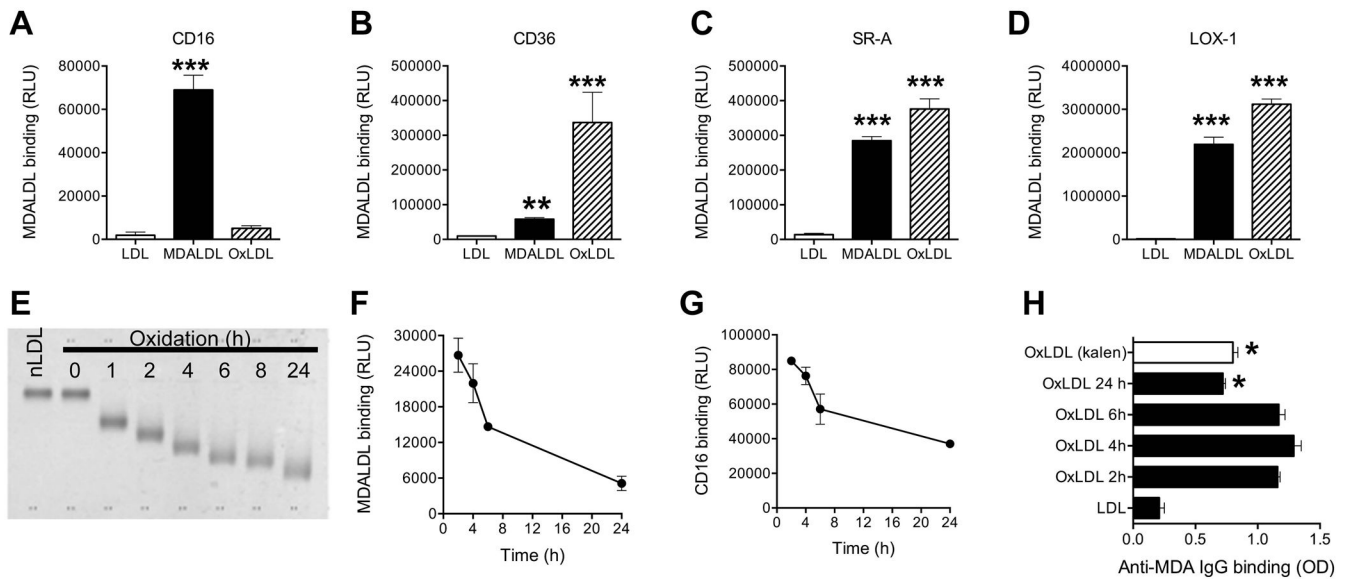 A
CD16
MDALDL binding (RLU)
80000
60000
40000
20000
0
***
LDL MDALDL OxLDL
B
CD36
MDALDL binding (RLU)
500000
400000
300000
200000
100000
0
**
***
LDL MDALDL OxLDL
C
SR-A
MDALDL binding (RLU)
500000
400000
300000
200000
100000
0
***
***
LDL MDALDL OxLDL
D
LOX-1
MDALDL binding (RLU)
4000000
3000000
2000000
1000000
0
***
***
LDL MDALDL OxLDL
E
nLDL
Oxidation (h)
0 1 2 4 6 8 24
F
MDALDL binding (RLU)
30000
24000
18000
12000
6000
0
0 4 8 12 16 20 24
Time (h)
G
CD16 binding (RLU)
100000
80000
60000
40000
20000
0
0 4 8 12 16 20 24
Time (h)
H
OxLDL (kalen) *
OxLDL 24 h *
OxLDL 6h
OxLDL 4h
OxLDL 2h
LDL
0.0 0.5 1.0 1.5
Anti-MDA IgG binding (OD)